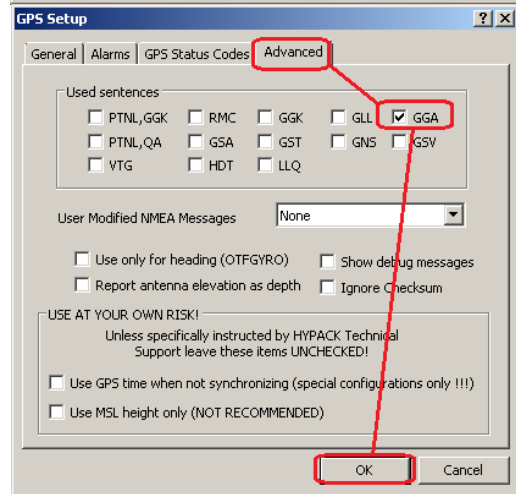 GPS Setup
General Alarms GPS Status Codes Advanced
Used sentences
PTNL,GGK RMC GGK GLL GGA
PTNL,QA GSA GST GNS GSV
VTG HDT LLQ
User Modified NMEA Messages None
Use only for heading (OTFGYRO) Show debug messages
Report antenna elevation as depth Ignore Checksum
USE AT YOUR OWN RISK!
Unless specifically instructed by HYPACK Technical
Support leave these items UNCHECKED!
Use GPS time when not synchronizing (special configurations only !!!)
Use MSL height only (NOT RECOMMENDED)
OK Cancel